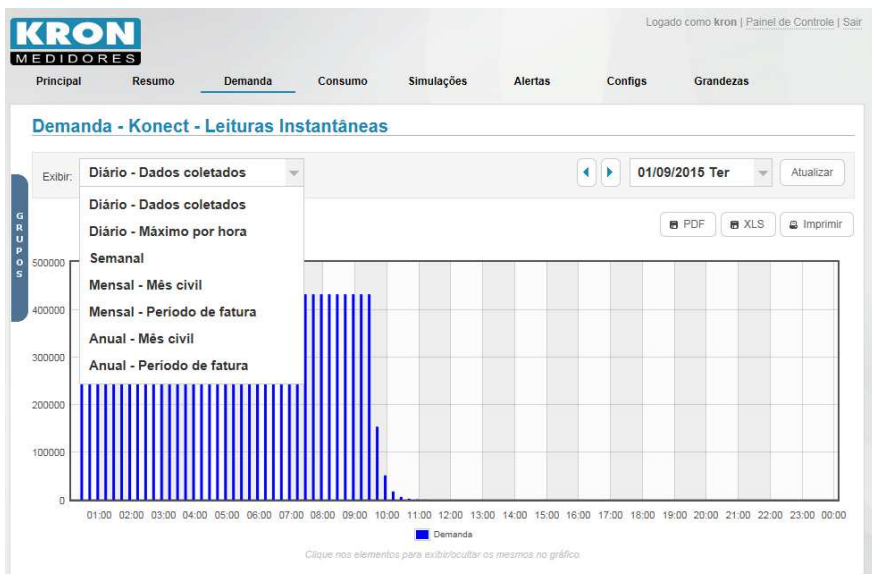 KRON
MEDIDORES
Logado como kron | Painel de Controle | Sair
Principal Resumo Demanda Consumo Simulações Alertas Configs Grandezas
Demanda - Konect - Leituras Instantâneas
Exibir: Diário - Dados coletados 01/09/2015 Ter Atualizar
GRUPOS
Diário - Dados coletados
Diário - Máximo por hora
Semanal
Mensal - Mês civil
Mensal - Período de fatura
Anual - Mês civil
Anual - Período de fatura
PDF XLS Imprimir
500000
400000
300000
200000
100000
0
01:00 02:00 03:00 04:00 05:00 06:00 07:00 08:00 09:00 10:00 11:00 12:00 13:00 14:00 15:00 16:00 17:00 18:00 19:00 20:00 21:00 22:00 23:00 00:00
Demanda
Clique nos elementos para exibir/ocultar os mesmos no gráfico.